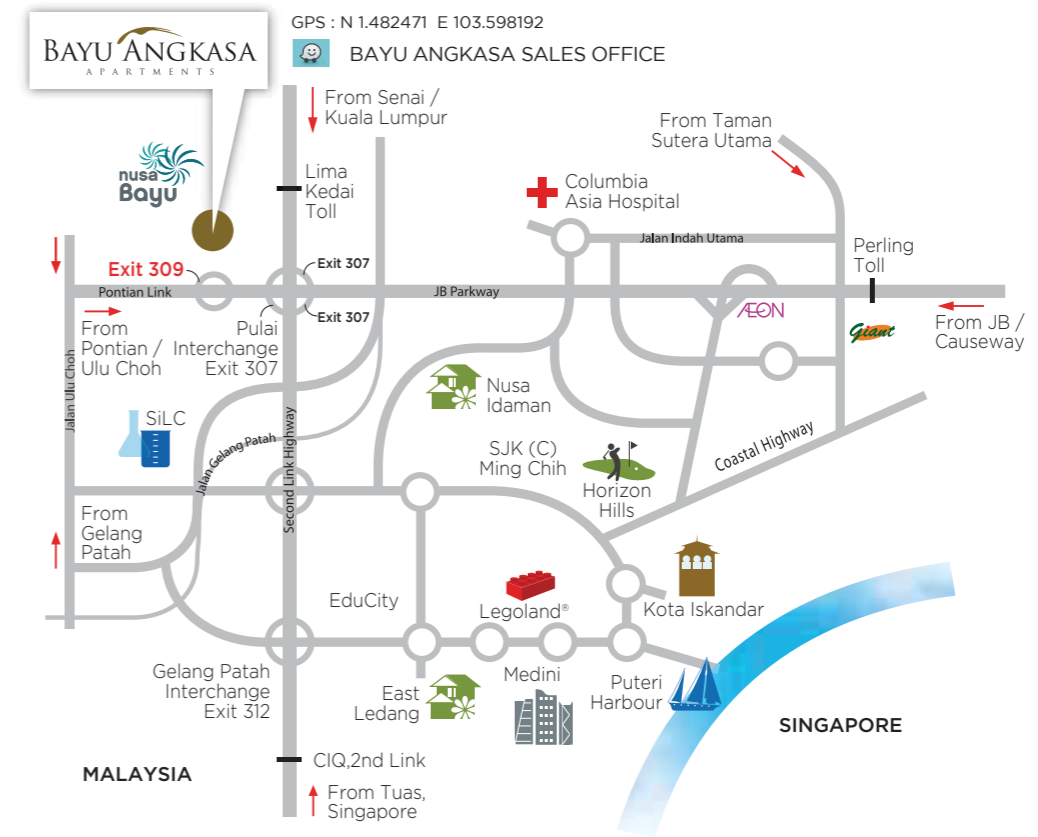 BAYU ANGKASA
APARTMENTS
GPS : N 1.482471 E 103.598192
BAYU ANGKASA SALES OFFICE
From Senai /
Kuala Lumpur
From Taman
Sutera Utama
nusa
Bayu
Lima
Kedai
Toll
Columbia
Asia Hospital
Jalan Indah Utama
Perling
Toll
Exit 309
Exit 307
Pontian Link
JB Parkway
Exit 307
ÆON
Giant
From JB /
Causeway
From
Pontian /
Ulu Choh
Pulai
Interchange
Exit 307
Jalan Ulu Choh
SiLC
Nusa
Idaman
Jalan Gelang Patah
Second Link Highway
SJK (C)
Ming Chih
Horizon
Hills
Coastal Highway
From
Gelang
Patah
EduCity
Legoland®
Kota Iskandar
Gelang Patah
Interchange
Exit 312
East
Ledang
Medini
Puteri
Harbour
SINGAPORE
MALAYSIA
CIQ,2nd Link
From Tuas,
Singapore